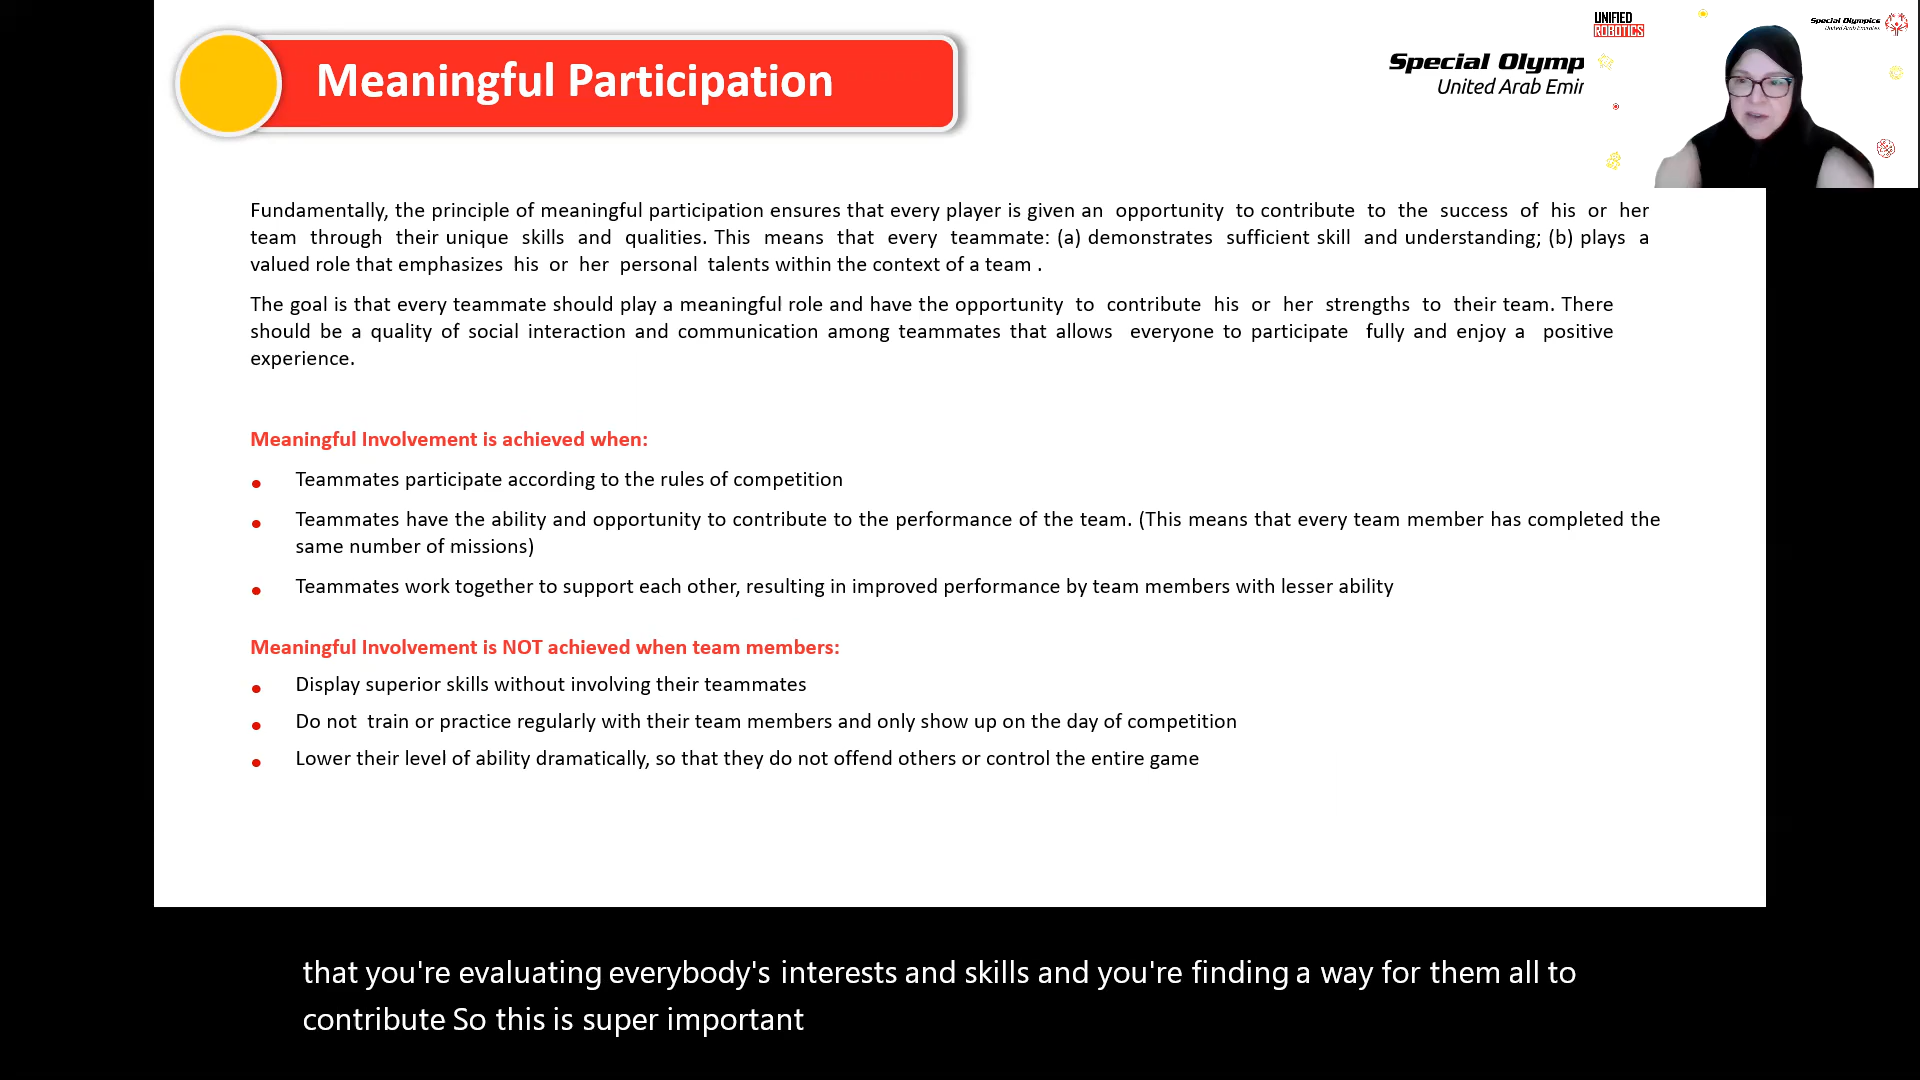 Meaningful Participation
Special Olymp
United Arab Emir
UNIFIED
ROBOTICS
Special Olympics
United Arab Emirates
Fundamentally, the principle of meaningful participation ensures that every player is given an opportunity to contribute to the success of his or her
team through their unique skills and qualities. This means that every teammate: (a) demonstrates sufficient skill and understanding; (b) plays a
valued role that emphasizes his or her personal talents within the context of a team .
The goal is that every teammate should play a meaningful role and have the opportunity to contribute his or her strengths to their team. There
should be a quality of social interaction and communication among teammates that allows everyone to participate fully and enjoy a positive
experience.
Meaningful Involvement is achieved when:
• Teammates participate according to the rules of competition
• Teammates have the ability and opportunity to contribute to the performance of the team. (This means that every team member has completed the
same number of missions)
• Teammates work together to support each other, resulting in improved performance by team members with lesser ability
Meaningful Involvement is NOT achieved when team members:
• Display superior skills without involving their teammates
• Do not train or practice regularly with their team members and only show up on the day of competition
• Lower their level of ability dramatically, so that they do not offend others or control the entire game
that you're evaluating everybody's interests and skills and you're finding a way for them all to
contribute So this is super important